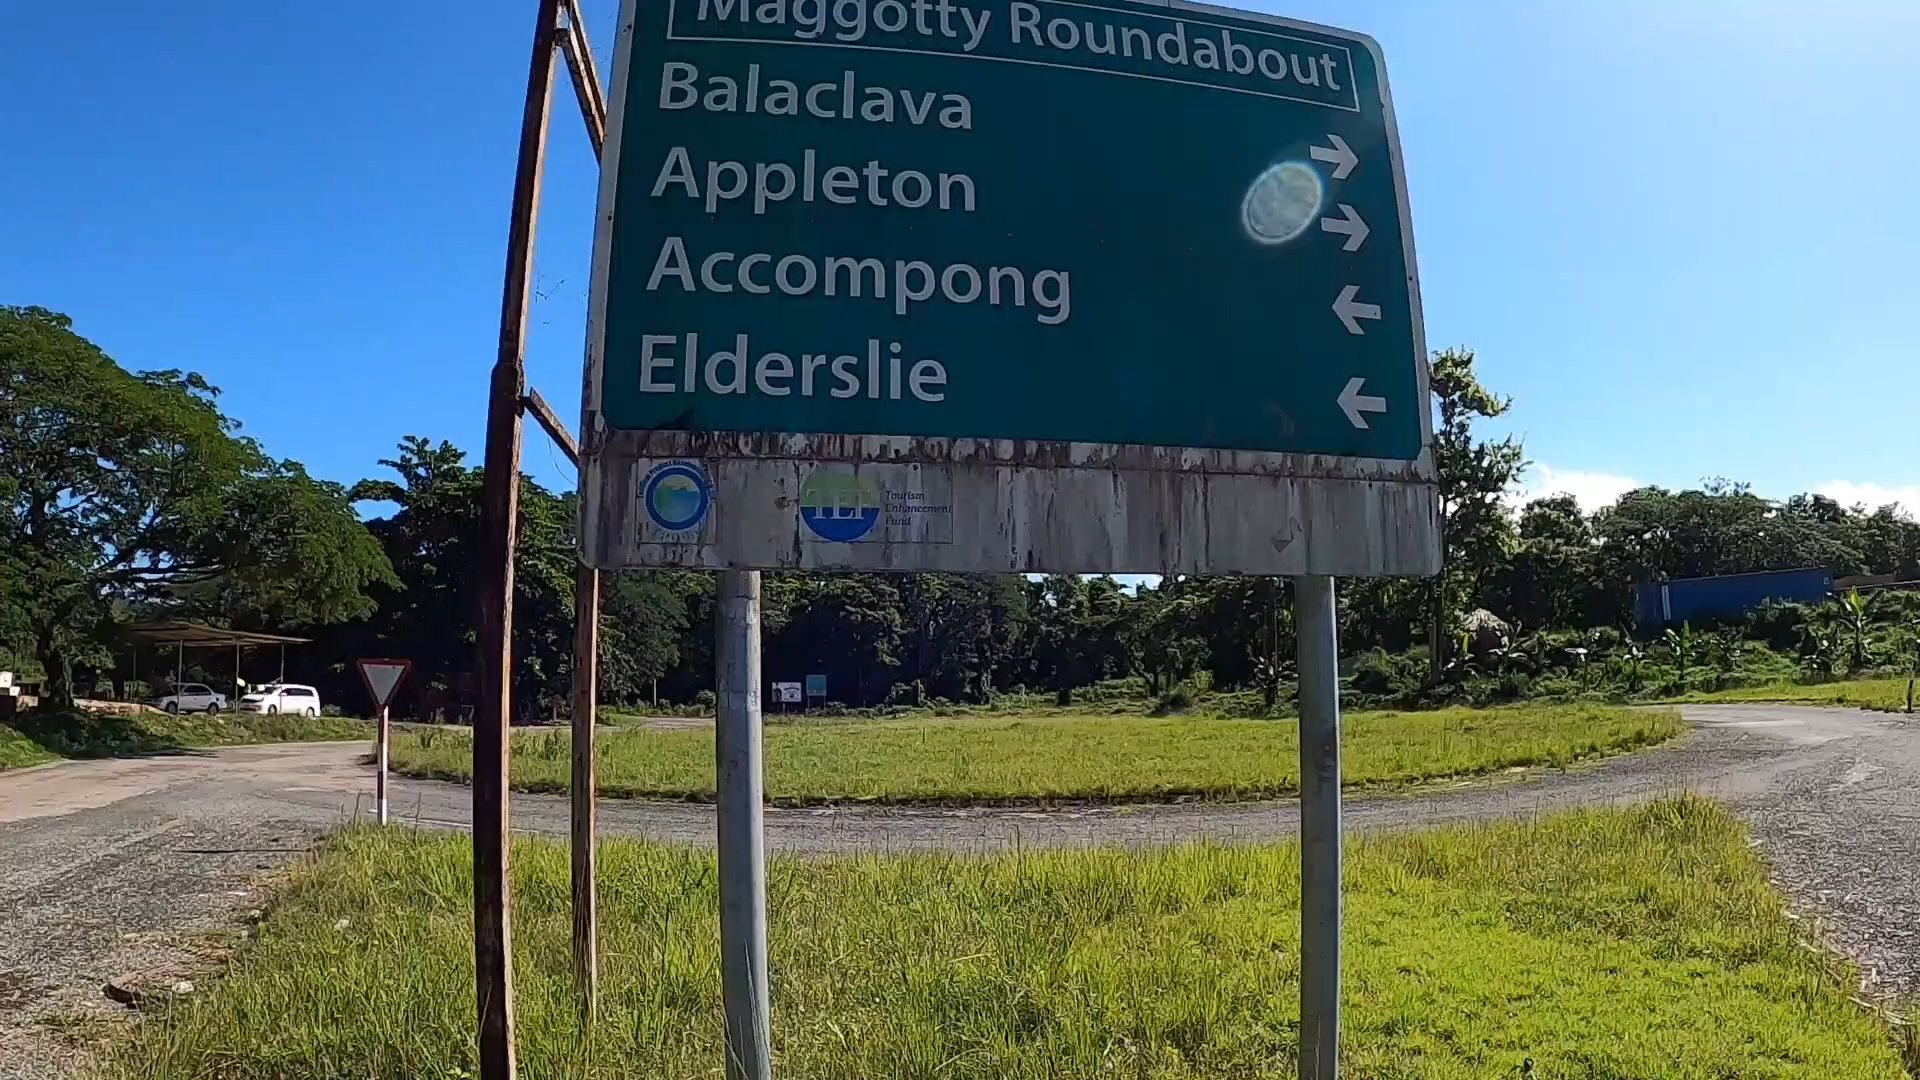 Maggotty Roundabout
Balaclava
Appleton
Accompong
Elderslie
TEF
Tourism
Enhancement
Fund